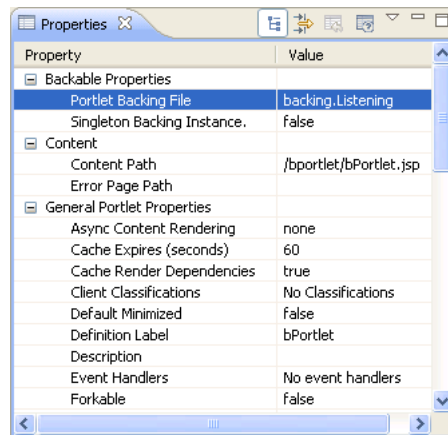 Properties
Property Value
Backable Properties
Portlet Backing File backing.Listening
Singleton Backing Instance. false
Content
Content Path /bportlet/bPortlet.jsp
Error Page Path
General Portlet Properties
Async Content Rendering none
Cache Expires (seconds) 60
Cache Render Dependencies true
Client Classifications No Classifications
Default Minimized false
Definition Label bPortlet
Description
Event Handlers No event handlers
Forkable false